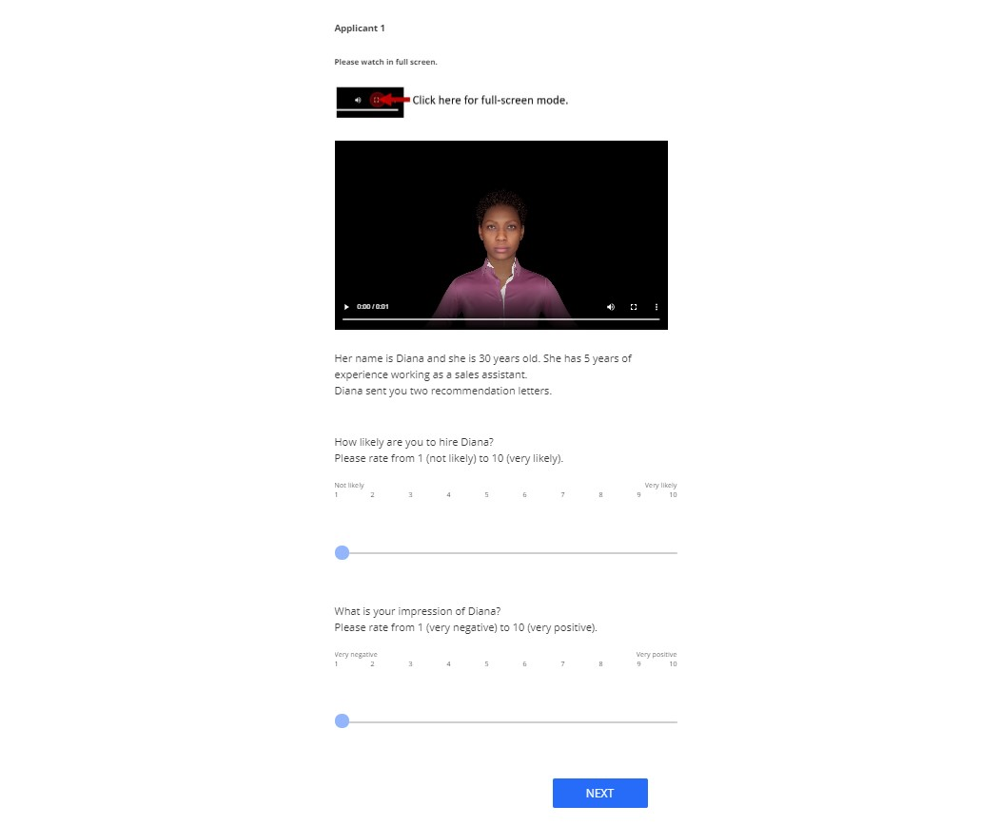 Applicant 1
Please watch in full screen.
Click here for full-screen mode.
0:00 / 0:01
Her name is Diana and she is 30 years old. She has 5 years of
experience working as a sales assistant.
Diana sent you two recommendation letters.
How likely are you to hire Diana?
Please rate from 1 (not likely) to 10 (very likely).
Not likely Very likely
1 2 3 4 5 6 7 8 9 10
What is your impression of Diana?
Please rate from 1 (very negative) to 10 (very positive).
Very negative Very positive
1 2 3 4 5 6 7 8 9 10
NEXT